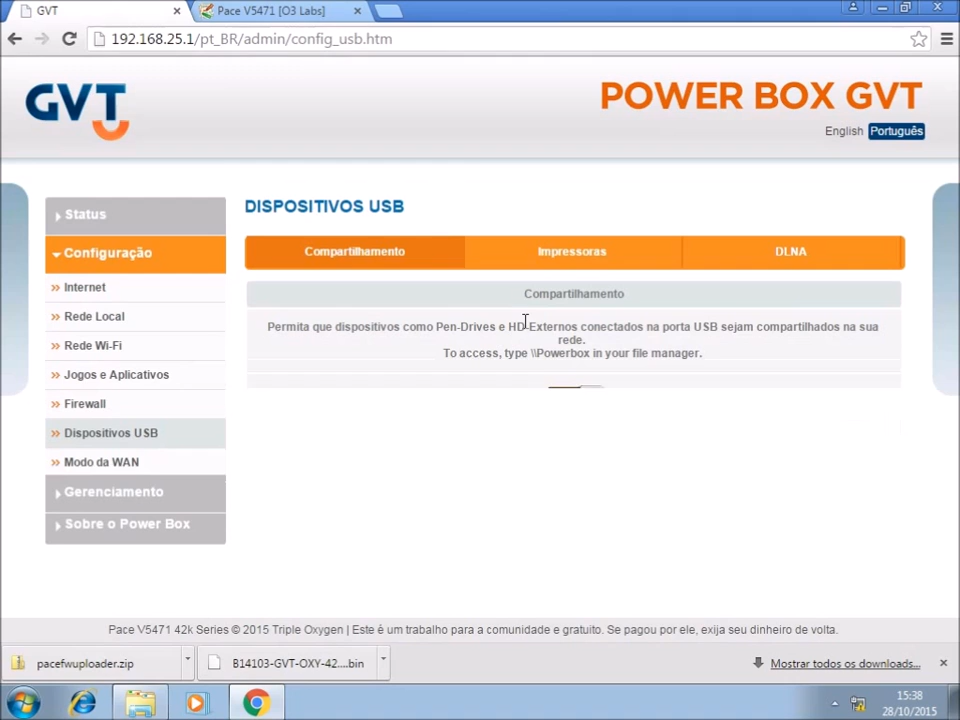 GVT
Pace V5471 [O3 Labs]
192.168.25.1/pt_BR/admin/config_usb.htm
GVT
POWER BOX GVT
English Português
Status
Configuração
Internet
Rede Local
Rede Wi-Fi
Jogos e Aplicativos
Firewall
Dispositivos USB
Modo da WAN
Gerenciamento
Sobre o Power Box
DISPOSITIVOS USB
Compartilhamento
Impressoras
DLNA
Compartilhamento
Permita que dispositivos como Pen-Drives e HD-Externos conectados na porta USB sejam compartilhados na sua
rede.
To access, type \\Powerbox in your file manager.
Pace V5471 42k Series © 2015 Triple Oxygen | Este é um trabalho para a comunidade e gratuito. Se pagou por ele, exija seu dinheiro de volta.
pacefwuploader.zip
B14103-GVT-OXY-42....bin
Mostrar todos os downloads...
15:38
28/10/2015